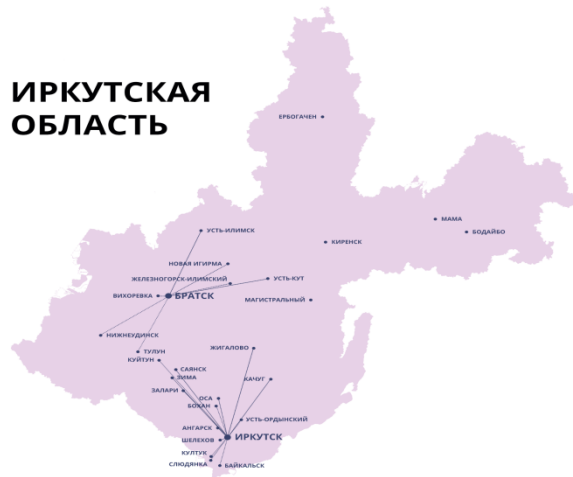 ИРКУТСКАЯ
ОБЛАСТЬ
ЕРБОГАЧЕН
МАМА
БОДАЙБО
УСТЬ-ИЛИМСК
КИРЕНСК
НОВАЯ ИГИРМА
ЖЕЛЕЗНОГОРСК-ИЛИМСКИЙ
УСТЬ-КУТ
ВИХОРЕВКА
БРАТСК
МАГИСТРАЛЬНЫЙ
НИЖНЕУДИНСК
ТУЛУН
ЖИГАЛОВО
КУЙТУН
САЯНСК
ЗИМА
КАЧУГ
ЗАЛАРИ
ОСА
БОХАН
УСТЬ-ОРДЫНСКИЙ
АНГАРСК
ИРКУТСК
ШЕЛЕХОВ
КУЛТУК
СЛЮДЯНКА
БАЙКАЛЬСК